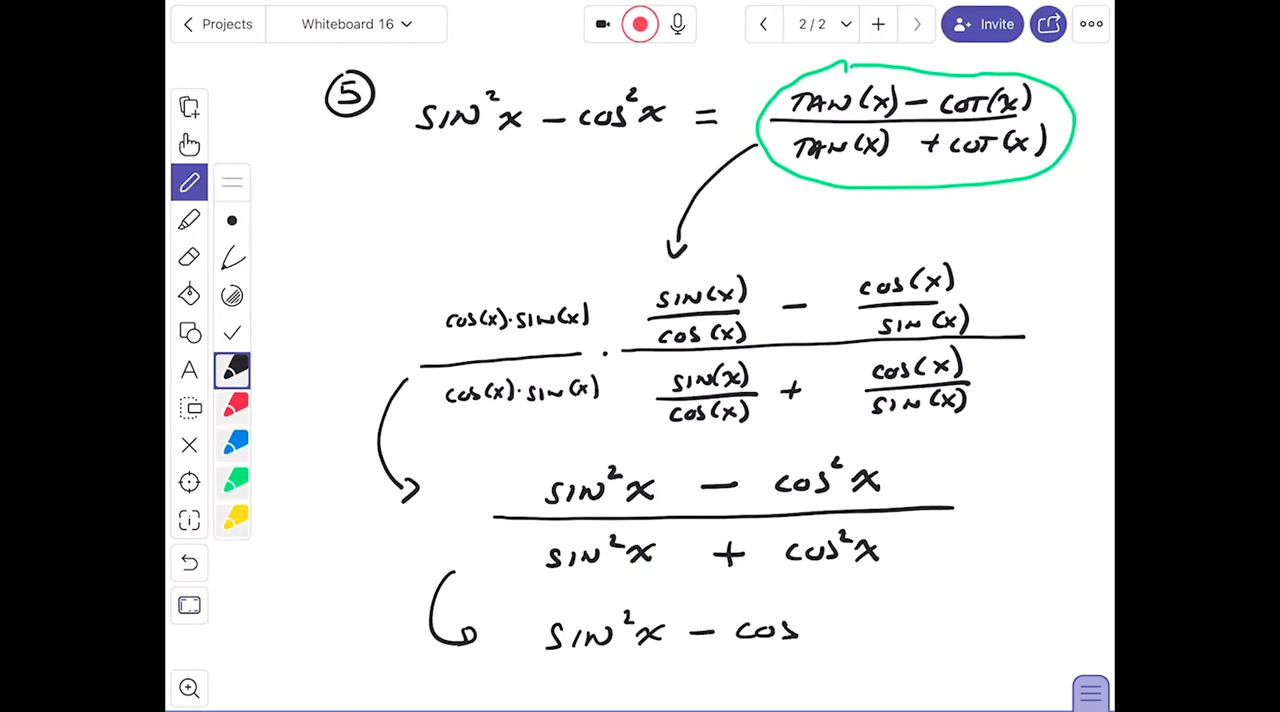 Projects Whiteboard 16 2 / 2 Invite
⑤ SIN²x − COS²x = (TAN(x) − COT(x)) / (TAN(x) + COT(x))
(COS(x)·SIN(x)) / (COS(x)·SIN(x)) · (SIN(x)/COS(x) − COS(x)/SIN(x)) / (SIN(x)/COS(x) + COS(x)/SIN(x))
(SIN²x − COS²x) / (SIN²x + COS²x)
SIN²x − COS